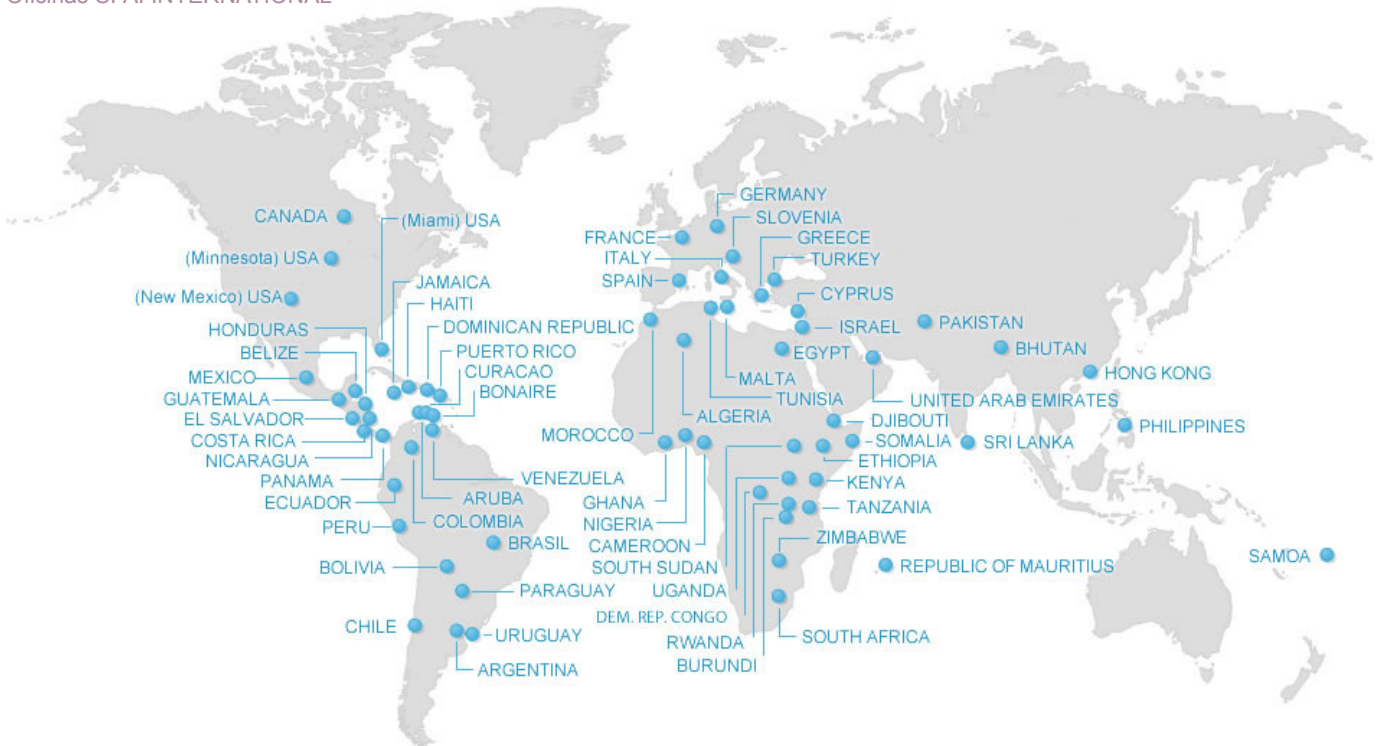 Oficinas SPAI INTERNATIONAL
CANADA
(Miami) USA
(Minnesota) USA
(New Mexico) USA
JAMAICA
HAITI
HONDURAS
DOMINICAN REPUBLIC
BELIZE
PUERTO RICO
CURACAO
MEXICO
BONAIRE
GUATEMALA
EL SALVADOR
COSTA RICA
NICARAGUA
PANAMA
VENEZUELA
ECUADOR
ARUBA
COLOMBIA
PERU
BRASIL
BOLIVIA
PARAGUAY
CHILE
URUGUAY
ARGENTINA
GERMANY
SLOVENIA
FRANCE
GREECE
ITALY
TURKEY
SPAIN
CYPRUS
ISRAEL
PAKISTAN
EGYPT
BHUTAN
MALTA
HONG KONG
TUNISIA
UNITED ARAB EMIRATES
ALGERIA
DJIBOUTI
PHILIPPINES
MOROCCO
SOMALIA
SRI LANKA
ETHIOPIA
KENYA
GHANA
TANZANIA
NIGERIA
ZIMBABWE
CAMEROON
SAMOA
SOUTH SUDAN
REPUBLIC OF MAURITIUS
UGANDA
DEM. REP. CONGO
SOUTH AFRICA
RWANDA
BURUNDI